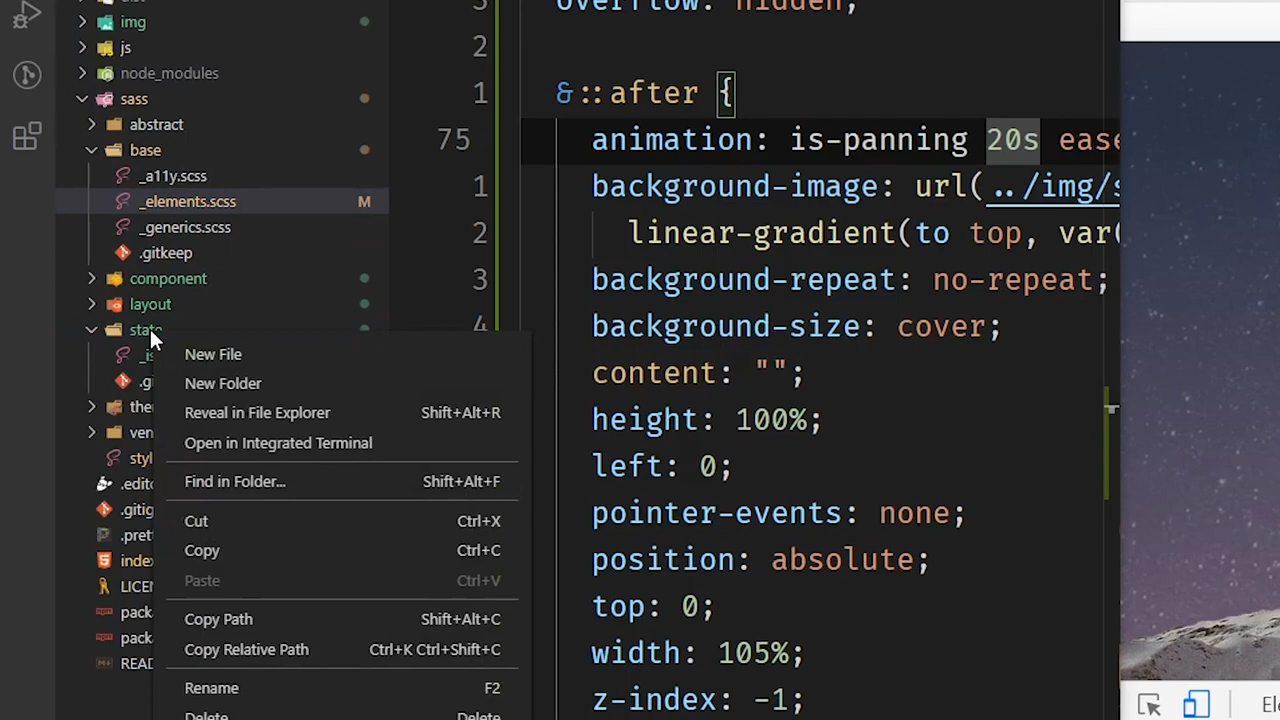 img
js
node_modules
sass
abstract
base
_a11y.scss
_elements.scss M
_generics.scss
.gitkeep
component
layout
state
New File
New Folder
Reveal in File Explorer Shift+Alt+R
Open in Integrated Terminal
Find in Folder... Shift+Alt+F
Cut Ctrl+X
Copy Ctrl+C
Paste Ctrl+V
Copy Path Shift+Alt+C
Copy Relative Path Ctrl+K Ctrl+Shift+C
Rename F2
Delete Delete
overflow: hidden;
2
1 &::after {
75 animation: is-panning 20s ease
1 background-image: url(../img/s
2 linear-gradient(to top, var(
3 background-repeat: no-repeat;
4 background-size: cover;
content: "";
height: 100%;
left: 0;
pointer-events: none;
position: absolute;
top: 0;
width: 105%;
z-index: -1;